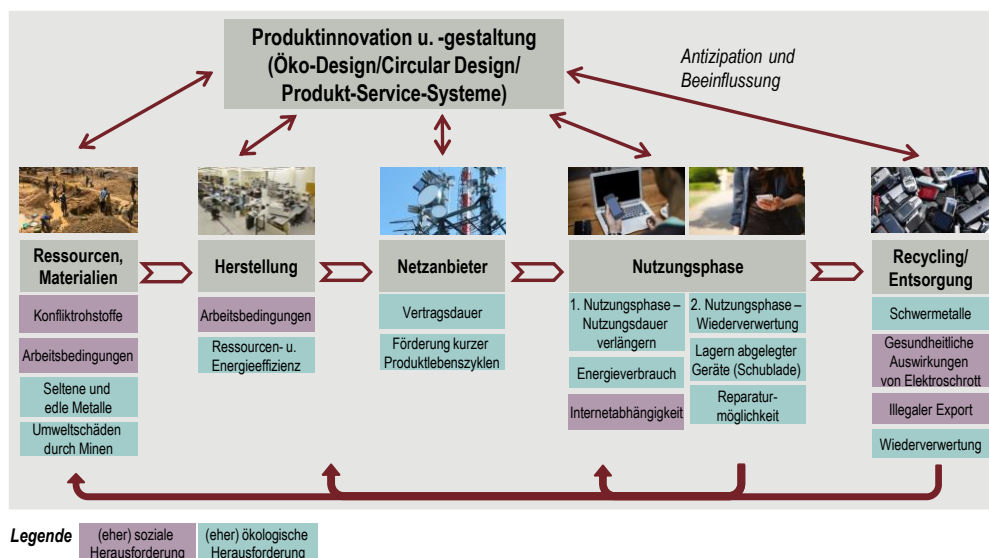 Produktinnovation u. -gestaltung
(Öko-Design/Circular Design/
Produkt-Service-Systeme)
Antizipation und
Beeinflussung
Ressourcen,
Materialien
Konfliktrohstoffe
Arbeitsbedingungen
Seltene und
edle Metalle
Umweltschäden
durch Minen
Herstellung
Arbeitsbedingungen
Ressourcen- u.
Energieeffizienz
Netzanbieter
Vertragsdauer
Förderung kurzer
Produktlebenszyklen
Nutzungsphase
1. Nutzungsphase –
Nutzungsdauer
verlängern
Energieverbrauch
Internetabhängigkeit
2. Nutzungsphase –
Wiederverwertung
Lagern abgelegter
Geräte (Schublade)
Reparatur-
möglichkeit
Recycling/
Entsorgung
Schwermetalle
Gesundheitliche
Auswirkungen
von Elektroschrott
Illegaler Export
Wiederverwertung
Legende
(eher) soziale
Herausforderung
(eher) ökologische
Herausforderung